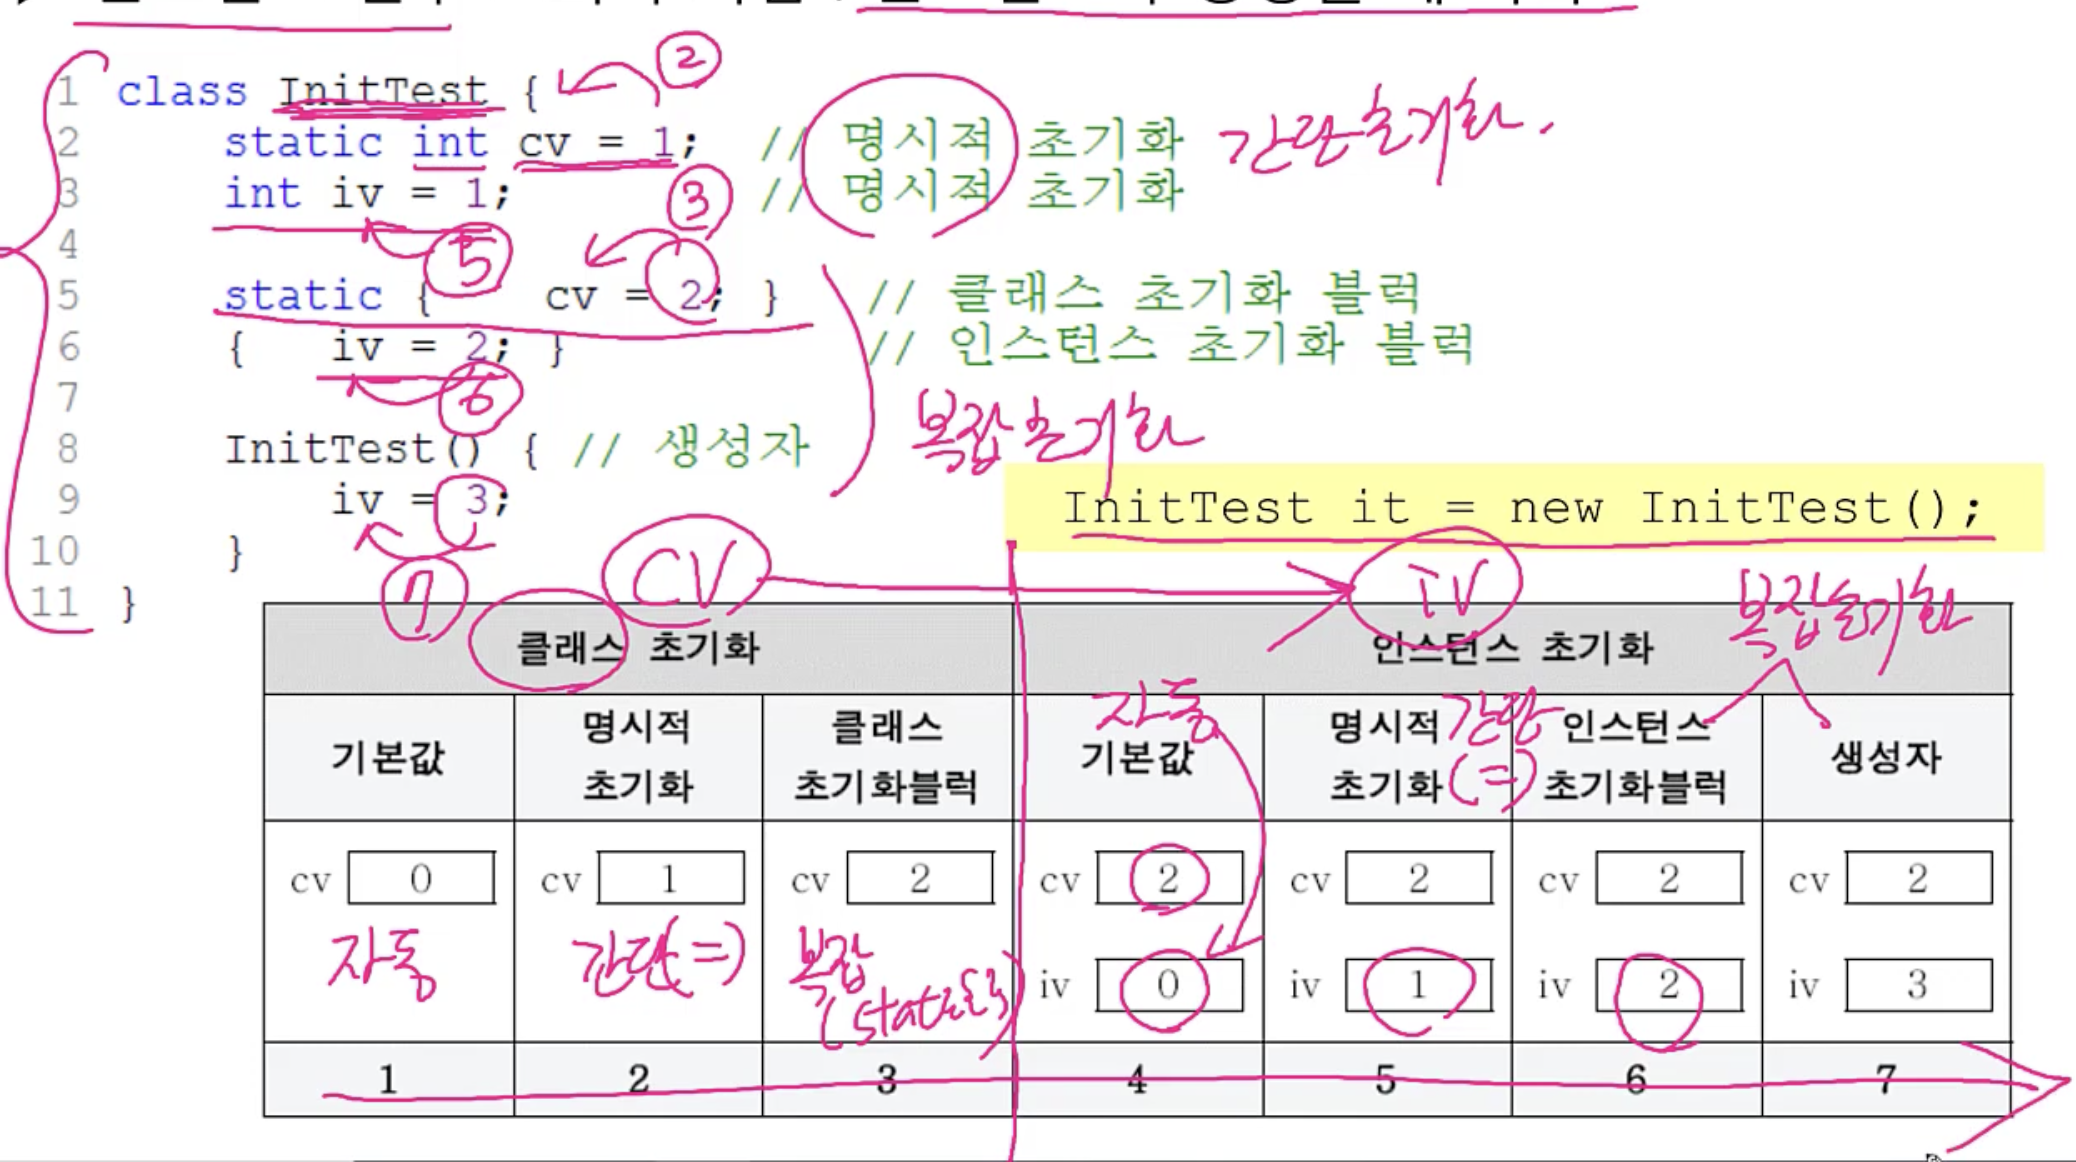 ②
1 class InitTest {
2 static int cv = 1; // 명시적 초기화 간단초기화.
3 int iv = 1; // 명시적 초기화
③
4
⑤
5 static { cv = 2; } // 클래스 초기화 블럭
6 { iv = 2; } // 인스턴스 초기화 블럭
7
⑥
복잡초기화
8 InitTest() { // 생성자
9 iv = 3;
InitTest it = new InitTest();
10 }
⑦ CV IV
11 }
복잡초기화
클래스 초기화 인스턴스 초기화
자동 간단 (=)
기본값 명시적 초기화 클래스 초기화블럭 기본값 명시적 초기화 인스턴스 초기화블럭 생성자
cv 0 cv 1 cv 2 cv 2 cv 2 cv 2 cv 2
자동 간단(=) 복잡 (static{})
iv 0 iv 1 iv 2 iv 3
1 2 3 4 5 6 7